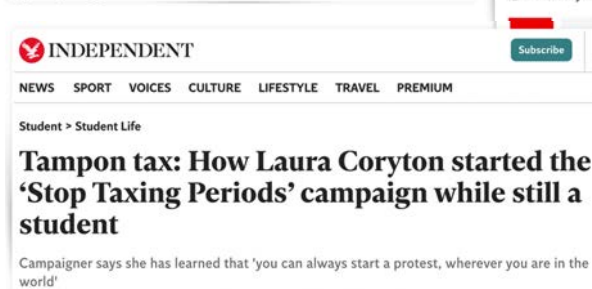 INDEPENDENT
Subscribe
NEWS SPORT VOICES CULTURE LIFESTYLE TRAVEL PREMIUM
Student > Student Life
Tampon tax: How Laura Coryton started the
‘Stop Taxing Periods’ campaign while still a
student
Campaigner says she has learned that 'you can always start a protest, wherever you are in the
world'